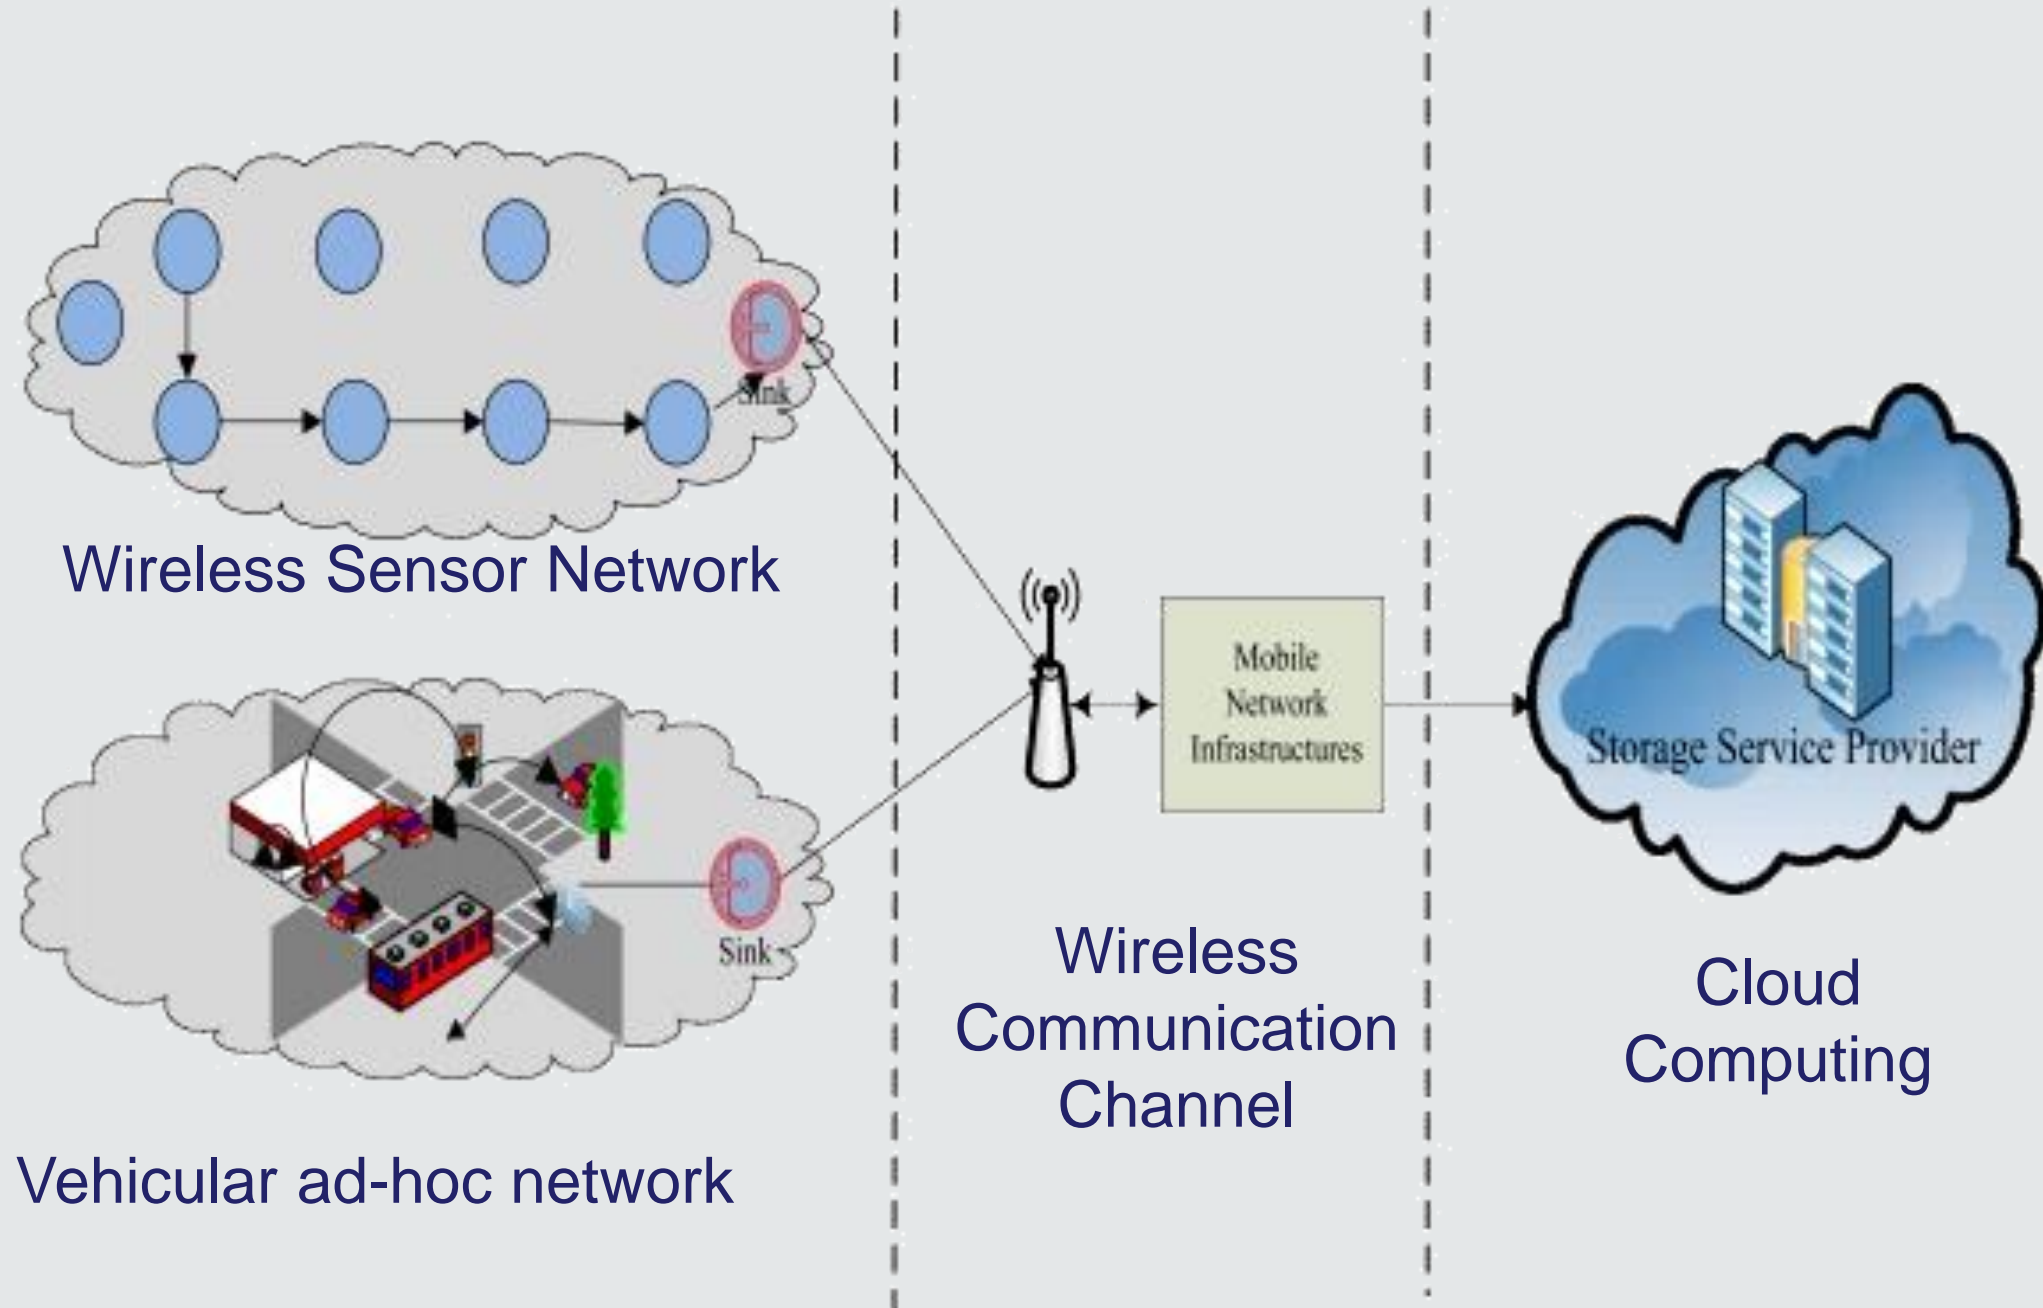 Sink
Wireless Sensor Network
Sink
Vehicular ad-hoc network
Mobile
Network
Infrastructures
Wireless
Communication
Channel
Storage Service Provider
Cloud
Computing